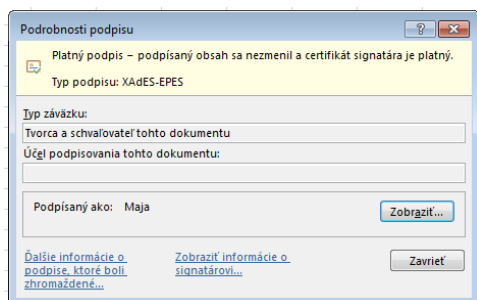 Podrobnosti podpisu
Platný podpis – podpísaný obsah sa nezmenil a certifikát signatára je platný.
Typ podpisu: XAdES-EPES
Typ záväzku:
Tvorca a schvaľovateľ tohto dokumentu
Účel podpisovania tohto dokumentu:
Podpísaný ako: Maja
Zobraziť...
Ďalšie informácie o
podpise, ktoré boli
zhromaždené...
Zobraziť informácie o
signatárovi...
Zavrieť